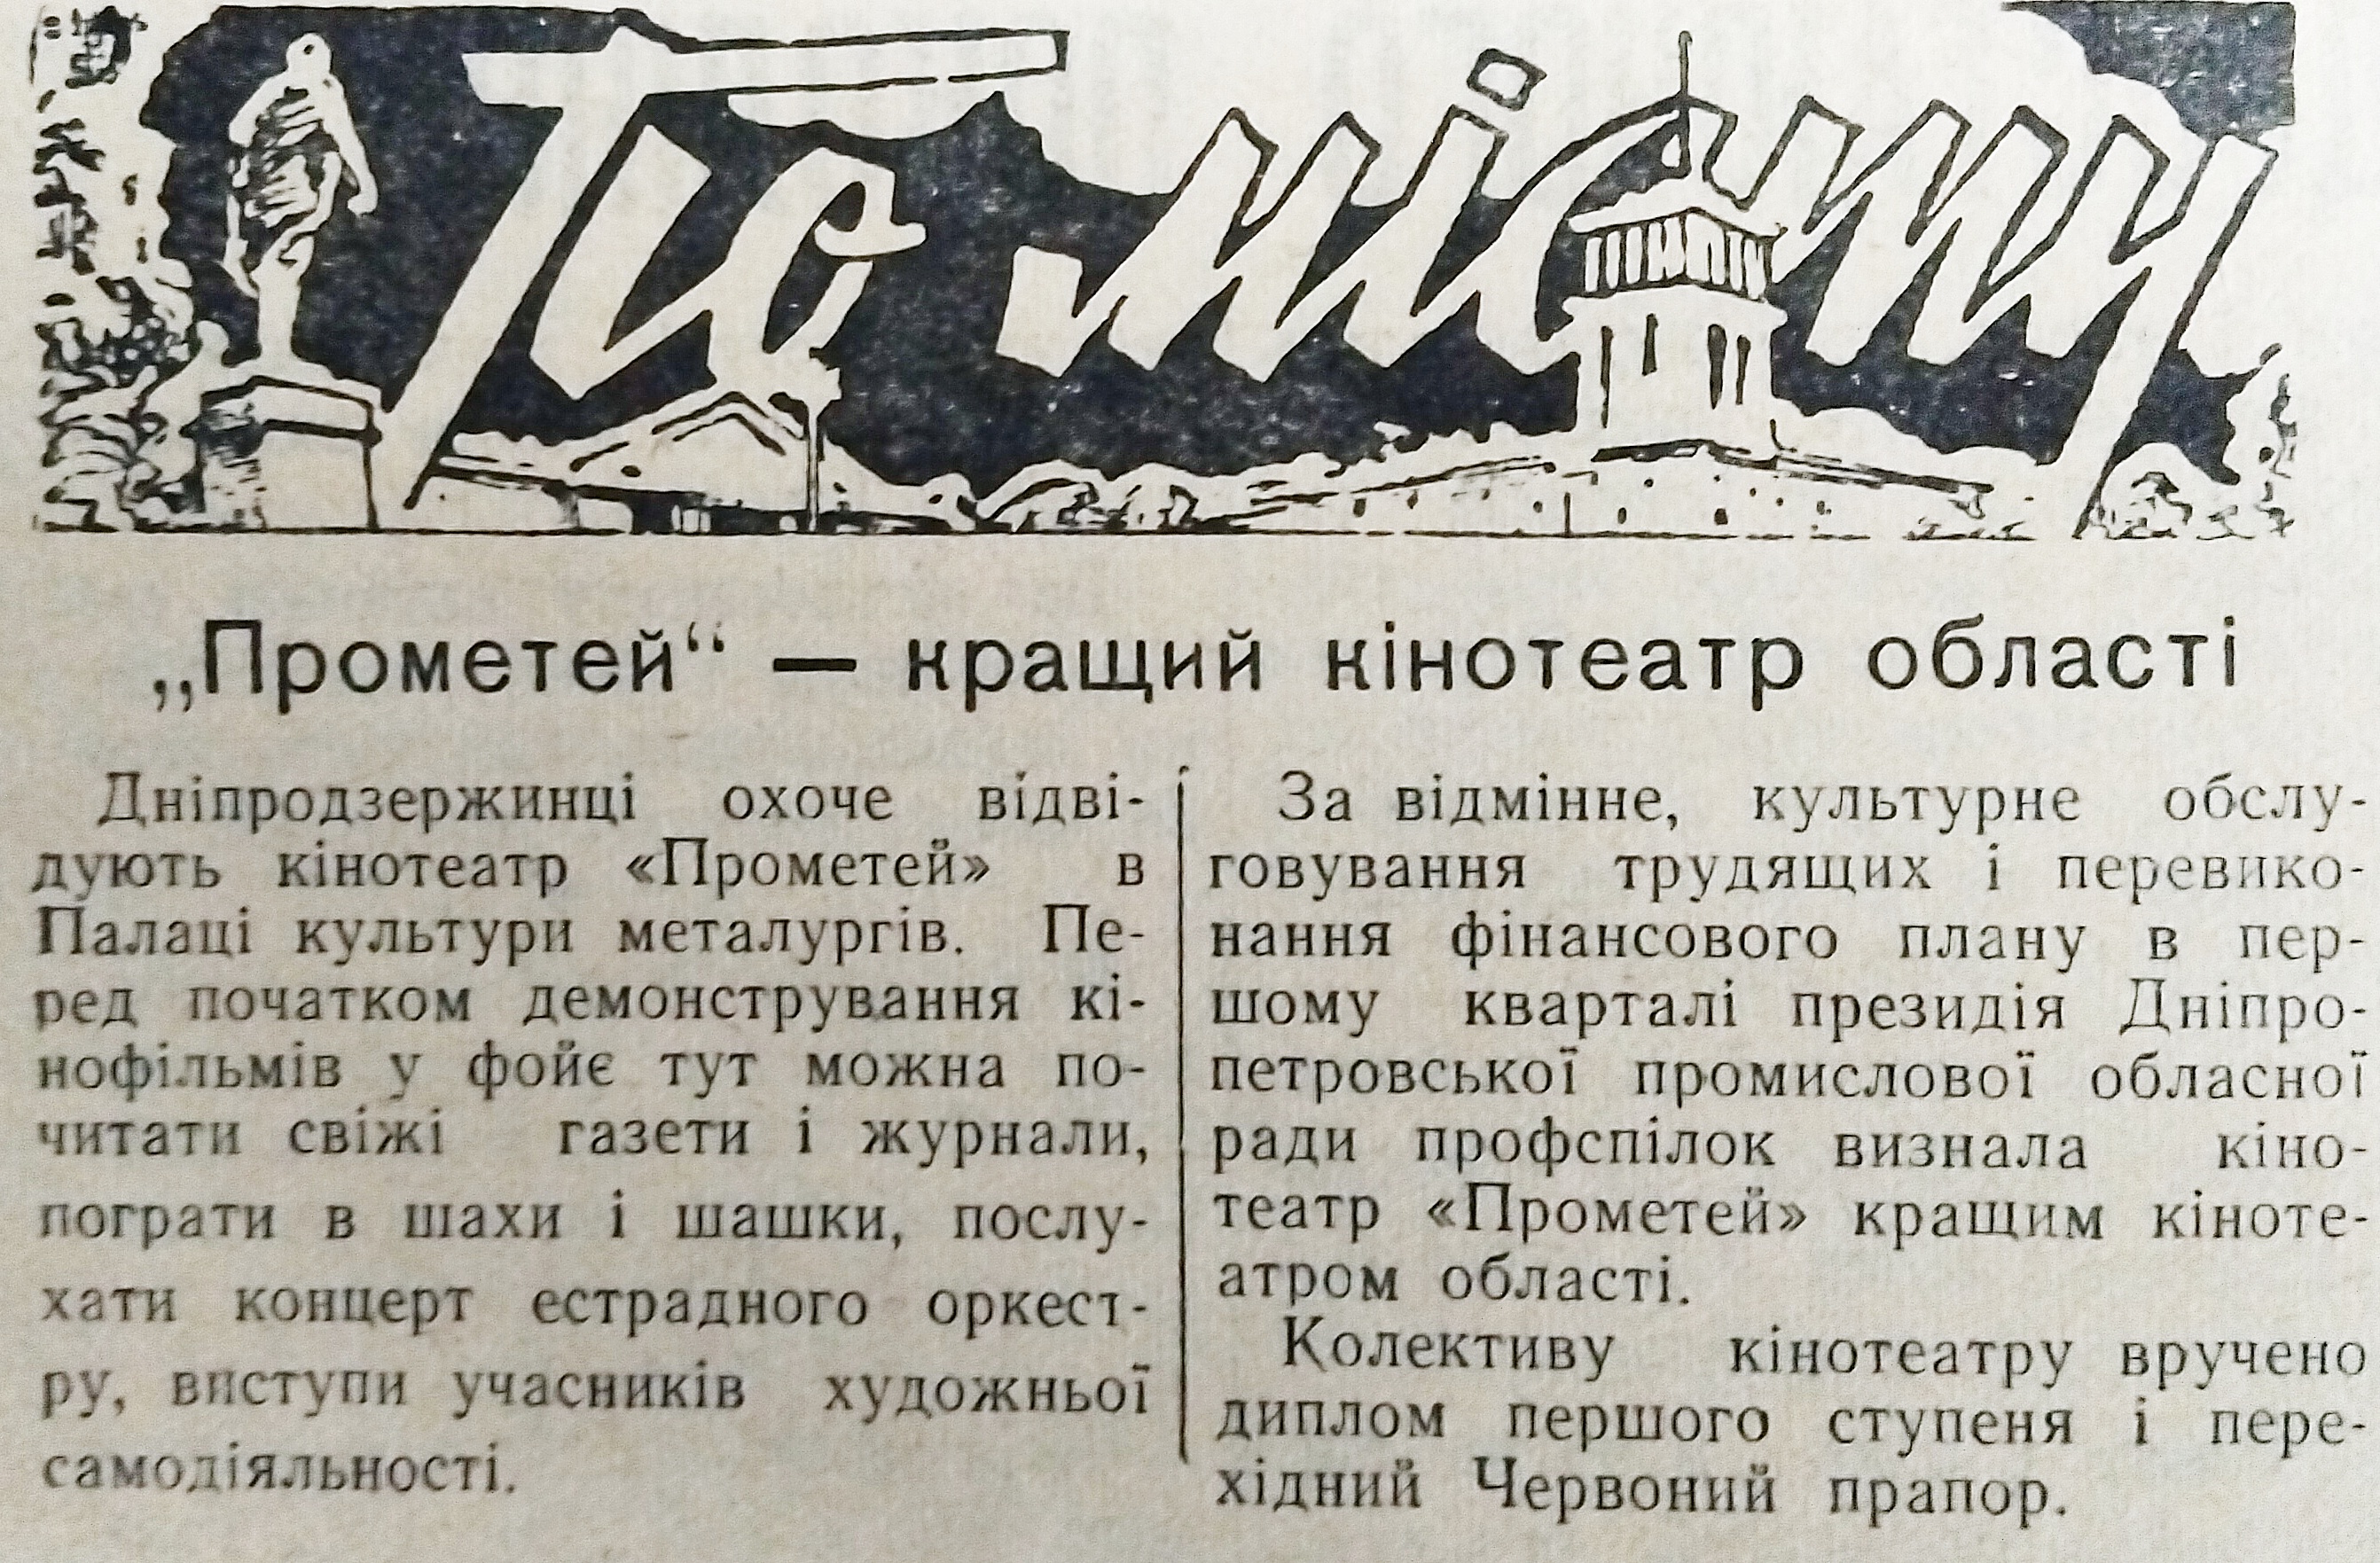 По місту
„Прометей“ — кращий кінотеатр області
Дніпродзержинці охоче відві-
дують кінотеатр «Прометей» в
Палаці культури металургів. Пе-
ред початком демонстрування кі-
нофільмів у фойє тут можна по-
читати свіжі газети і журнали,
пограти в шахи і шашки, послу-
хати концерт естрадного оркест-
ру, виступи учасників художньої
самодіяльності.
За відмінне, культурне обслу-
говування трудящих і перевико-
нання фінансового плану в пер-
шому кварталі президія Дніпро-
петровської промислової обласної
ради профспілок визнала кіно-
театр «Прометей» кращим кіноте-
атром області.
Колективу кінотеатру вручено
диплом першого ступеня і пере-
хідний Червоний прапор.